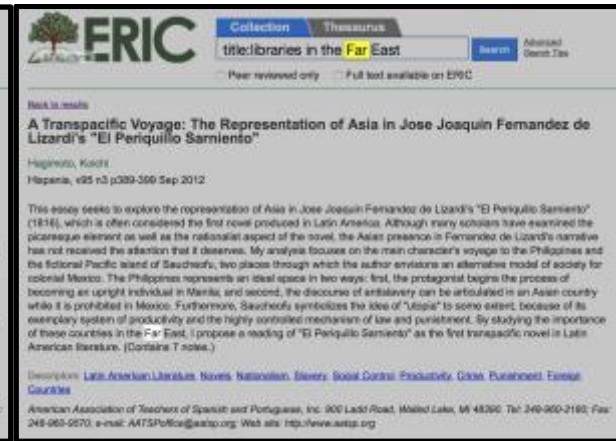 ERIC
Collection Thesaurus
title:libraries in the Far East
Search
Advanced
Search Tips
Peer reviewed only Full text available on ERIC
Back to results
A Transpacific Voyage: The Representation of Asia in Jose Joaquin Fernandez de
Lizardi's "El Periquillo Sarniento"
Hagimoto, Koichi
Hispania, v95 n3 p389-399 Sep 2012
This essay seeks to explore the representation of Asia in Jose Joaquin Fernandez de Lizardi's "El Periquillo Sarniento"
(1816), which is often considered the first novel produced in Latin America. Although many scholars have examined the
picaresque element as well as the nationalist aspect of the novel, the Asian presence in Fernandez de Lizardi's narrative
has not received the attention that it deserves. My analysis focuses on the main character's voyage to the Philippines and
the fictional Pacific island of Saucheofu, two places through which the author envisions an alternative model of society for
colonial Mexico. The Philippines represents an ideal space in two ways: first, the protagonist begins the process of
becoming an upright individual in Manila; and second, the discourse of antislavery can be articulated in an Asian country
while it is prohibited in Mexico. Furthermore, Saucheofu symbolizes the idea of "utopia" to some extent, because of its
exemplary system of productivity and the highly controlled mechanism of law and punishment. By studying the importance
of these countries in the Far East, I propose a reading of "El Periquillo Sarniento" as the first transpacific novel in Latin
American literature. (Contains 7 notes.)
Descriptors: Latin American Literature, Novels, Nationalism, Slavery, Social Control, Productivity, Crime, Punishment, Foreign
Countries
American Association of Teachers of Spanish and Portuguese, Inc. 900 Ladd Road, Walled Lake, MI 48390. Tel: 248-960-2180; Fax:
248-960-9570; e-mail: AATSPoffice@aatsp.org; Web site: http://www.aatsp.org